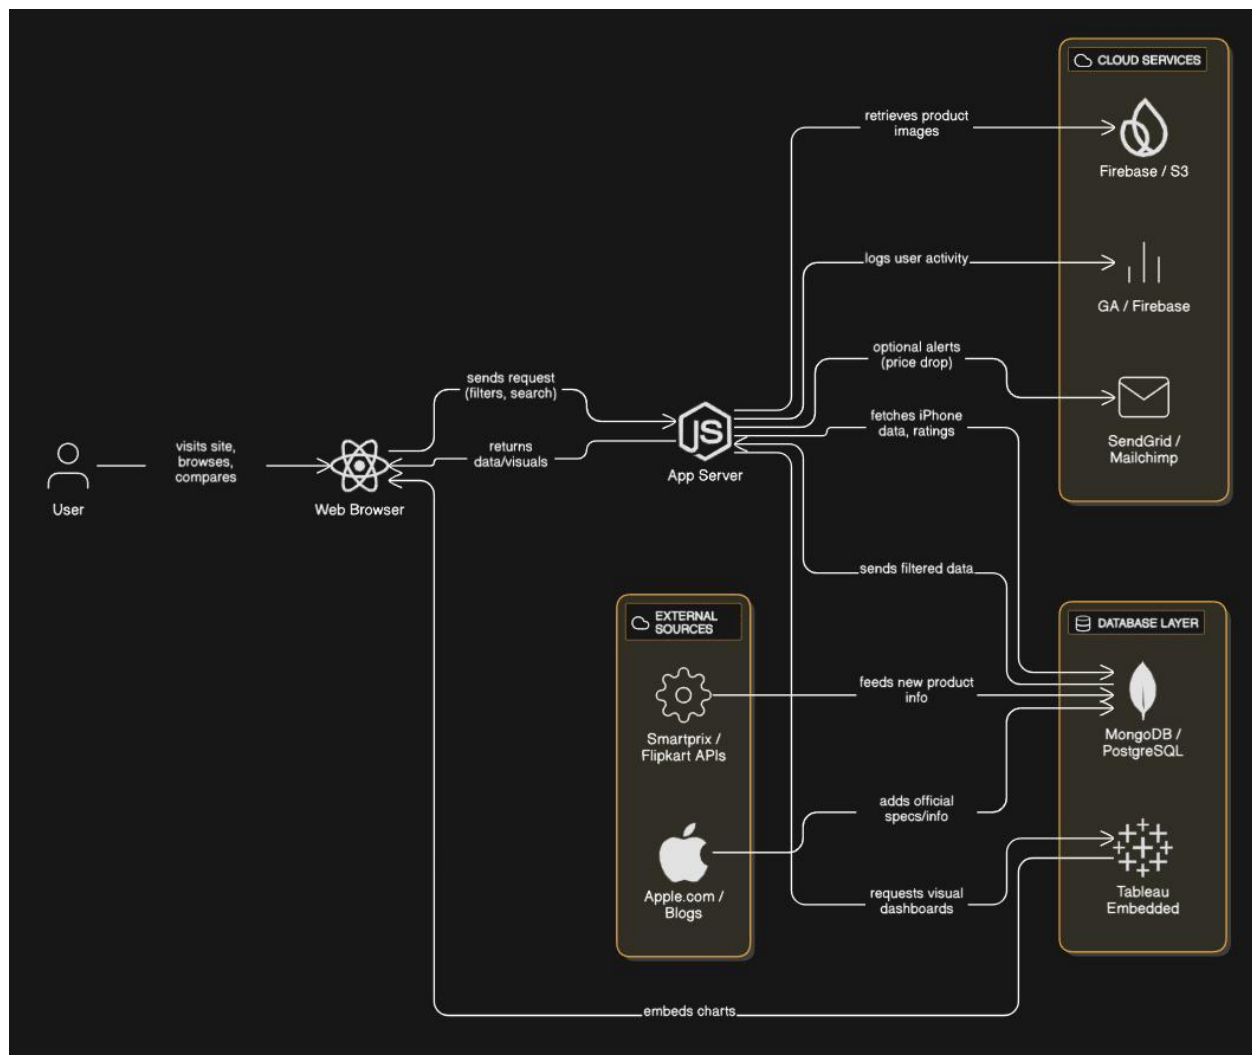 CLOUD SERVICES
retrieves product
images
Firebase / S3
logs user activity
GA / Firebase
optional alerts
(price drop)
SendGrid /
Mailchimp
sends request
(filters, search)
fetches iPhone
data, ratings
JS
App Server
visits site,
browses,
compares
returns
data/visuals
User
Web Browser
sends filtered data
EXTERNAL
SOURCES
DATABASE LAYER
feeds new product
info
Smartprix /
Flipkart APIs
MongoDB /
PostgreSQL
adds official
specs/info
Apple.com /
Blogs
requests visual
dashboards
Tableau
Embedded
embeds charts